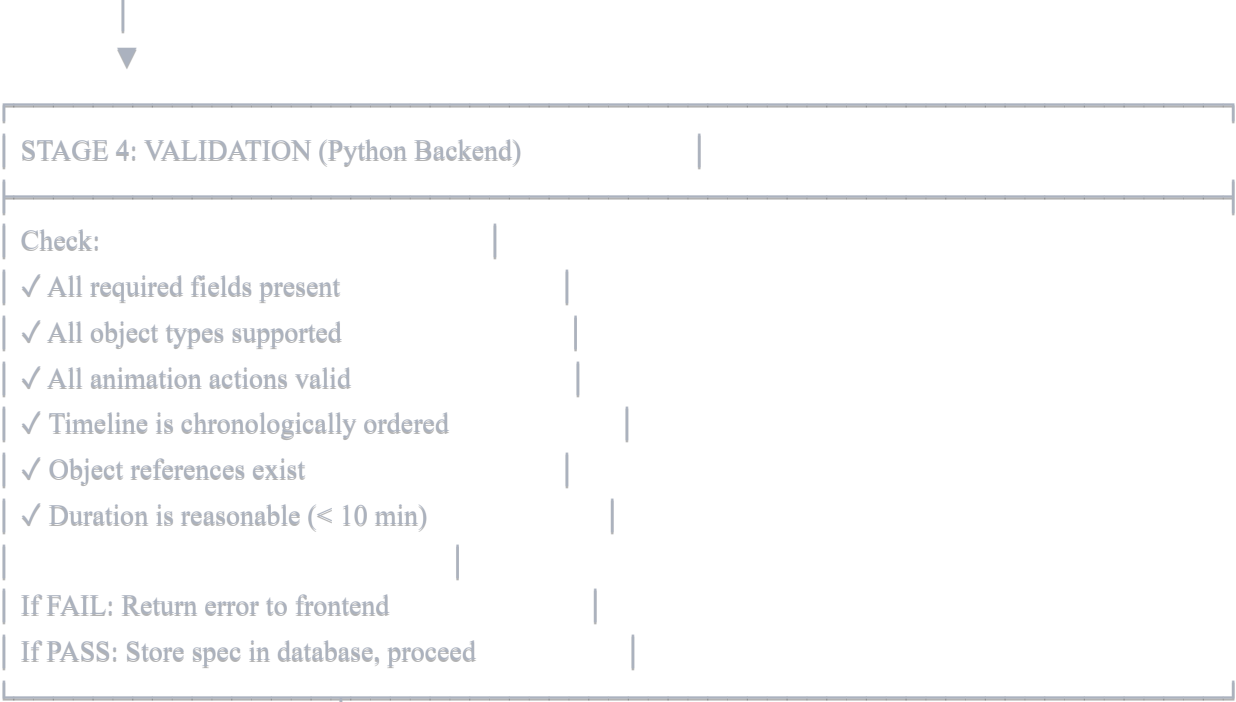 STAGE 4: VALIDATION (Python Backend)
Check:
✓ All required fields present
✓ All object types supported
✓ All animation actions valid
✓ Timeline is chronologically ordered
✓ Object references exist
✓ Duration is reasonable (< 10 min)
If FAIL: Return error to frontend
If PASS: Store spec in database, proceed